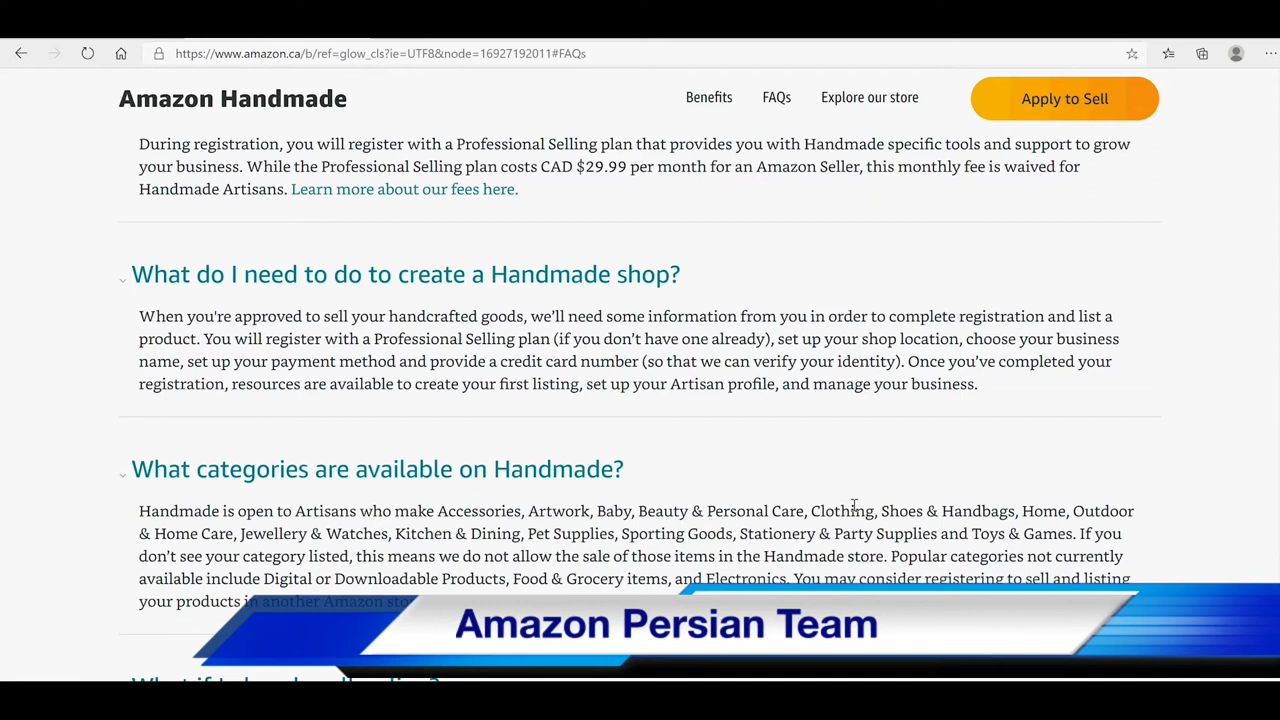 https://www.amazon.ca/b/ref=glow_cls?ie=UTF8&node=16927192011#FAQs
Amazon Handmade
Benefits
FAQs
Explore our store
Apply to Sell
During registration, you will register with a Professional Selling plan that provides you with Handmade specific tools and support to grow
your business. While the Professional Selling plan costs CAD $29.99 per month for an Amazon Seller, this monthly fee is waived for
Handmade Artisans. Learn more about our fees here.
What do I need to do to create a Handmade shop?
When you're approved to sell your handcrafted goods, we’ll need some information from you in order to complete registration and list a
product. You will register with a Professional Selling plan (if you don’t have one already), set up your shop location, choose your business
name, set up your payment method and provide a credit card number (so that we can verify your identity). Once you’ve completed your
registration, resources are available to create your first listing, set up your Artisan profile, and manage your business.
What categories are available on Handmade?
Handmade is open to Artisans who make Accessories, Artwork, Baby, Beauty & Personal Care, Clothing, Shoes & Handbags, Home, Outdoor
& Home Care, Jewellery & Watches, Kitchen & Dining, Pet Supplies, Sporting Goods, Stationery & Party Supplies and Toys & Games. If you
don’t see your category listed, this means we do not allow the sale of those items in the Handmade store. Popular categories not currently
available include Digital or Downloadable Products, Food & Grocery items, and Electronics. You may consider registering to sell and listing
your products in another Amazon
Amazon Persian Team